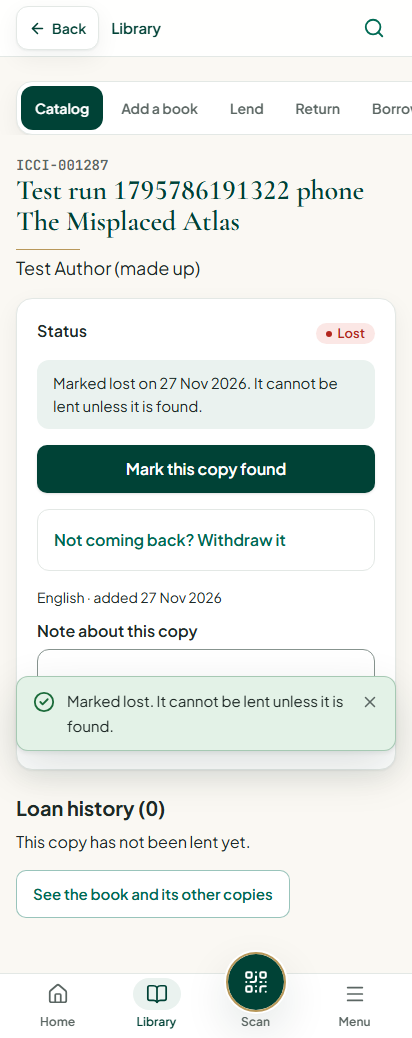 Back
Library
Catalog Add a book Lend Return
ICCI-001287
Test run 1795786191322 phone
The Misplaced Atlas
Test Author (made up)
Status
Lost
Marked lost on 27 Nov 2026. It cannot be
lent unless it is found.
Mark this copy found
Not coming back? Withdraw it
English · added 27 Nov 2026
Note about this copy
Marked lost. It cannot be lent unless it is
found.
Loan history (0)
This copy has not been lent yet.
See the book and its other copies
Home Library Scan Menu